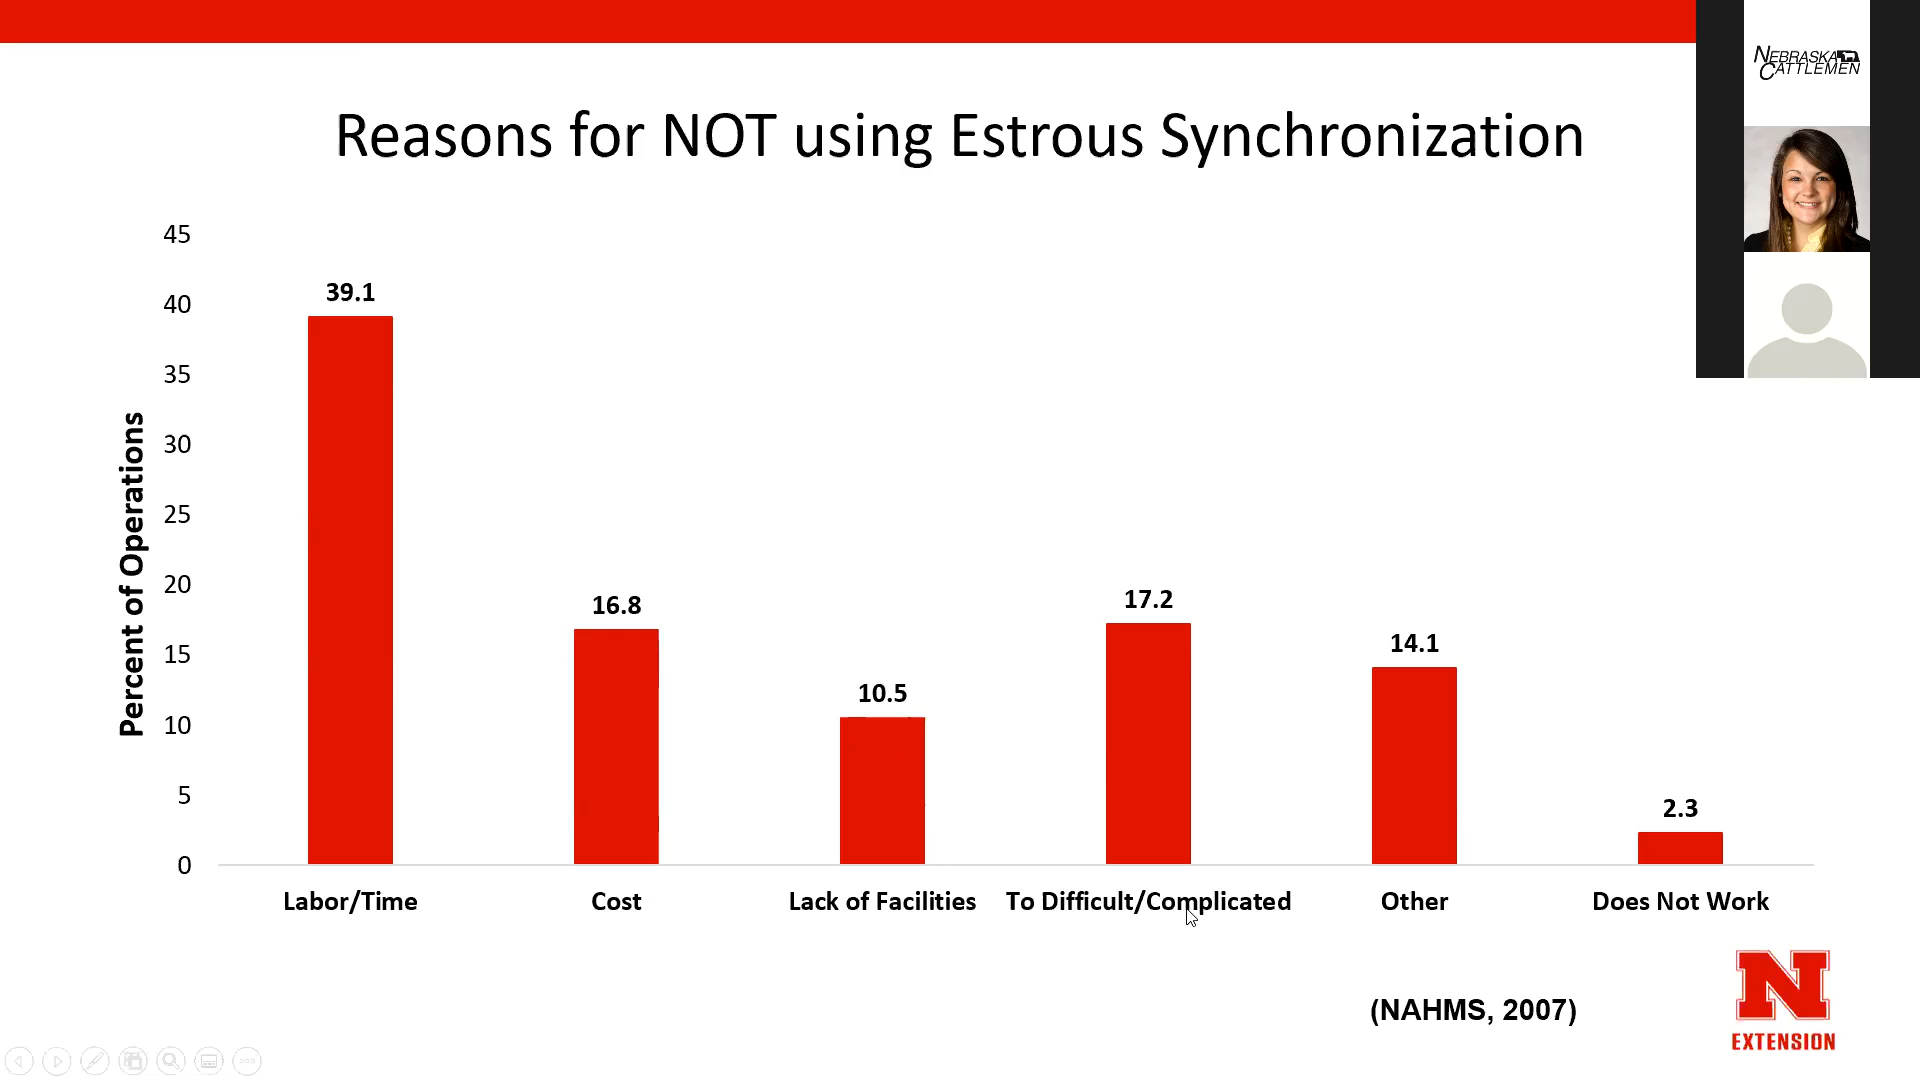 NEBRASKA
CATTLEMEN
Reasons for NOT using Estrous Synchronization
Percent of Operations
45
40
35
30
25
20
15
10
5
0
39.1
16.8
10.5
17.2
14.1
2.3
Labor/Time
Cost
Lack of Facilities
To Difficult/Complicated
Other
Does Not Work
(NAHMS, 2007)
N
EXTENSION